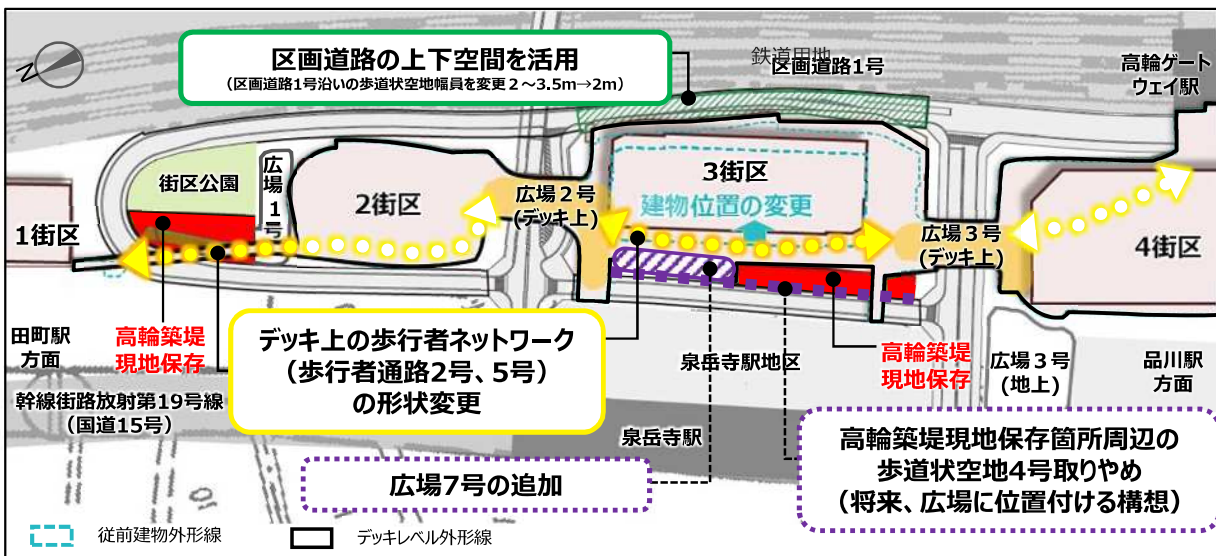 区画道路の上下空間を活用
(区画道路1号沿いの歩道状空地幅員を変更2~3.5m→2m)
鉄道用地
区画道路1号
高輪ゲート
ウェイ駅
N
街区公園
広場1号
2街区
広場2号
(デッキ上)
3街区
建物位置の変更
広場3号
(デッキ上)
4街区
1街区
田町駅
方面
高輪築堤
現地保存
デッキ上の歩行者ネットワーク
(歩行者通路2号、5号)
の形状変更
泉岳寺駅地区
高輪築堤
現地保存
広場3号
(地上)
品川駅
方面
幹線街路放射第19号線
(国道15号)
泉岳寺駅
広場7号の追加
高輪築堤現地保存箇所周辺の
歩道状空地4号取りやめ
(将来、広場に位置付ける構想)
従前建物外形線
デッキレベル外形線